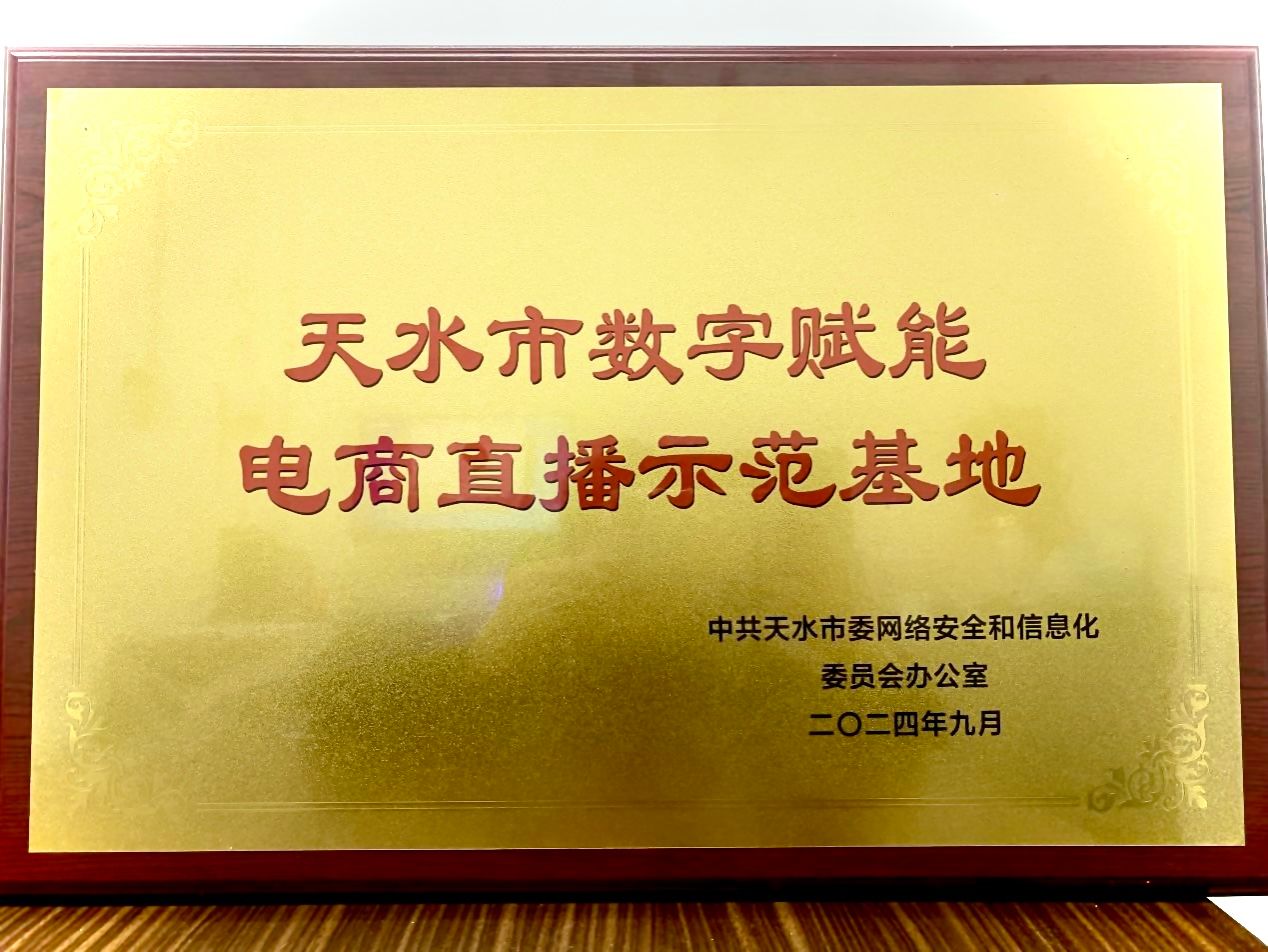 天水市数字赋能
电商直播示范基地
中共天水市委网络安全和信息化
委员会办公室
二〇二四年九月